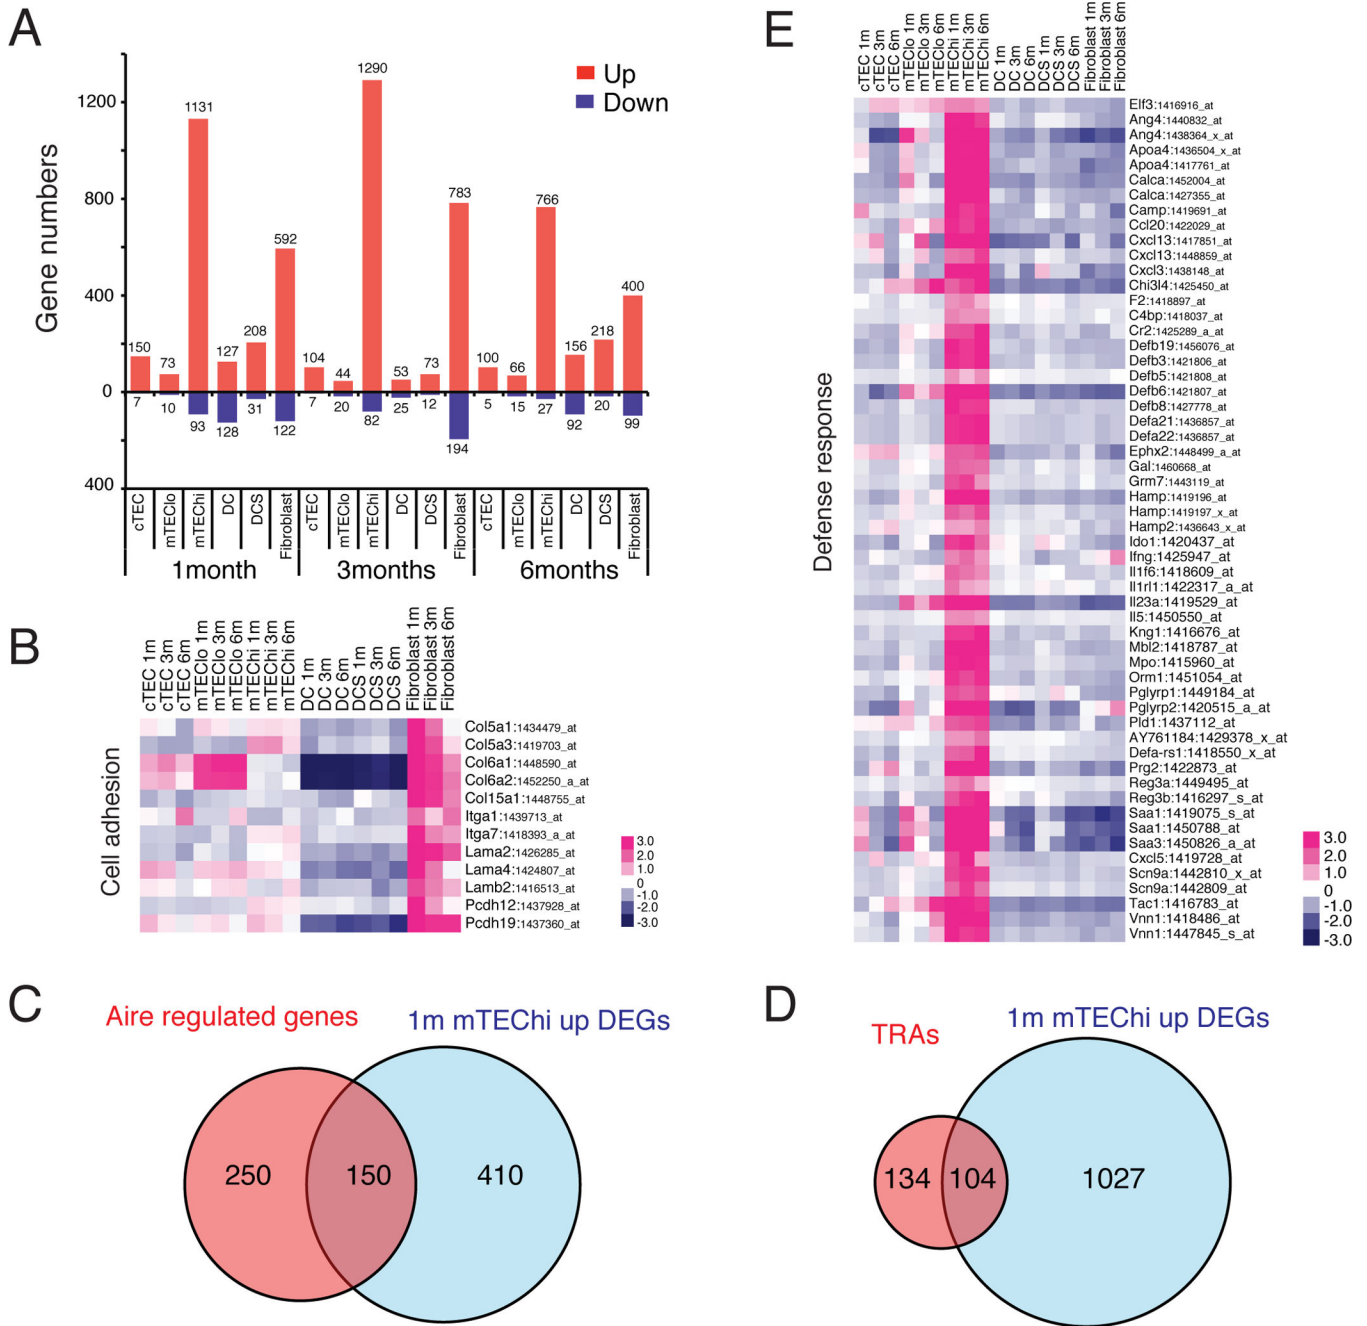 A
Up
Down
Gene numbers
1200
800
400
0
400
150
73
1131
127
208
592
104
44
1290
53
73
783
100
66
766
156
218
400
7
10
93
128
31
122
7
20
82
25
12
194
5
15
27
92
20
99
cTEC
mTEClo
mTEChi
DC
DCS
Fibroblast
cTEC
mTEClo
mTEChi
DC
DCS
Fibroblast
cTEC
mTEClo
mTEChi
DC
DCS
Fibroblast
1month
3months
6months
B
cTEC 1m
cTEC 3m
cTEC 6m
mTEClo 1m
mTEClo 3m
mTEClo 6m
mTEChi 1m
mTEChi 3m
mTEChi 6m
DC 1m
DC 3m
DC 6m
DCS 1m
DCS 3m
DCS 6m
Fibroblast 1m
Fibroblast 3m
Fibroblast 6m
Cell adhesion
Col5a1:1434479_at
Col5a3:1419703_at
Col6a1:1448590_at
Col6a2:1452250_a_at
Col15a1:1448755_at
Itga1:1439713_at
Itga7:1418393_a_at
Lama2:1426285_at
Lama4:1424807_at
Lamb2:1416513_at
Pcdh12:1437928_at
Pcdh19:1437360_at
3.0
2.0
1.0
0
-1.0
-2.0
-3.0
C
Aire regulated genes
1m mTEChi up DEGs
250
150
410
D
TRAs
1m mTEChi up DEGs
134
104
1027
E
cTEC 1m
cTEC 3m
cTEC 6m
mTEClo 1m
mTEClo 3m
mTEClo 6m
mTEChi 1m
mTEChi 3m
mTEChi 6m
DC 1m
DC 3m
DC 6m
DCS 1m
DCS 3m
DCS 6m
Fibroblast 1m
Fibroblast 3m
Fibroblast 6m
Defense response
Elf3:1416916_at
Ang4:1440832_at
Ang4:1438364_x_at
Apoa4:1436504_x_at
Apoa4:1417761_at
Calca:1452004_at
Calca:1427355_at
Camp:1419691_at
Ccl20:1422029_at
Cxcl13:1417851_at
Cxcl13:1448859_at
Cxcl3:1438148_at
Chi3l4:1425450_at
F2:1418897_at
C4bp:1418037_at
Cr2:1425289_a_at
Defb19:1456076_at
Defb3:1421806_at
Defb5:1421808_at
Defb6:1421807_at
Defb8:1427778_at
Defa21:1436857_at
Defa22:1436857_at
Ephx2:1448499_a_at
Gal:1460668_at
Grm7:1443119_at
Hamp:1419196_at
Hamp:1419197_x_at
Hamp2:1436643_x_at
Ido1:1420437_at
Ifng:1425947_at
Il1f6:1418609_at
Il1rl1:1422317_a_at
Il23a:1419529_at
Il5:1450550_at
Kng1:1416676_at
Mbl2:1418787_at
Mpo:1415960_at
Orm1:1451054_at
Pglyrp1:1449184_at
Pglyrp2:1420515_a_at
Pld1:1437112_at
AY761184:1429378_x_at
Defa-rs1:1418550_x_at
Prg2:1422873_at
Reg3a:1449495_at
Reg3b:1416297_s_at
Saa1:1419075_s_at
Saa1:1450788_at
Saa3:1450826_a_at
Cxcl5:1419728_at
Scn9a:1442810_x_at
Scn9a:1442809_at
Tac1:1416783_at
Vnn1:1418486_at
Vnn1:1447845_s_at
3.0
2.0
1.0
0
-1.0
-2.0
-3.0